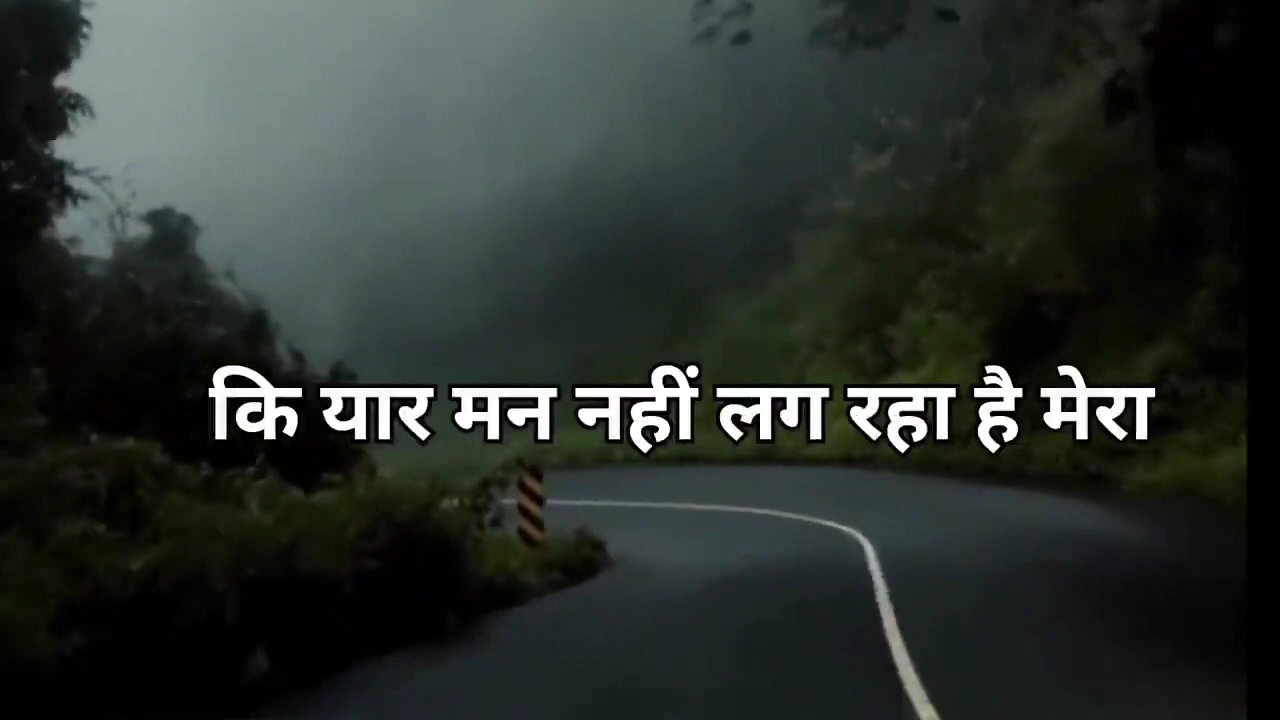 कि यार मन नहीं लग रहा है मेरा